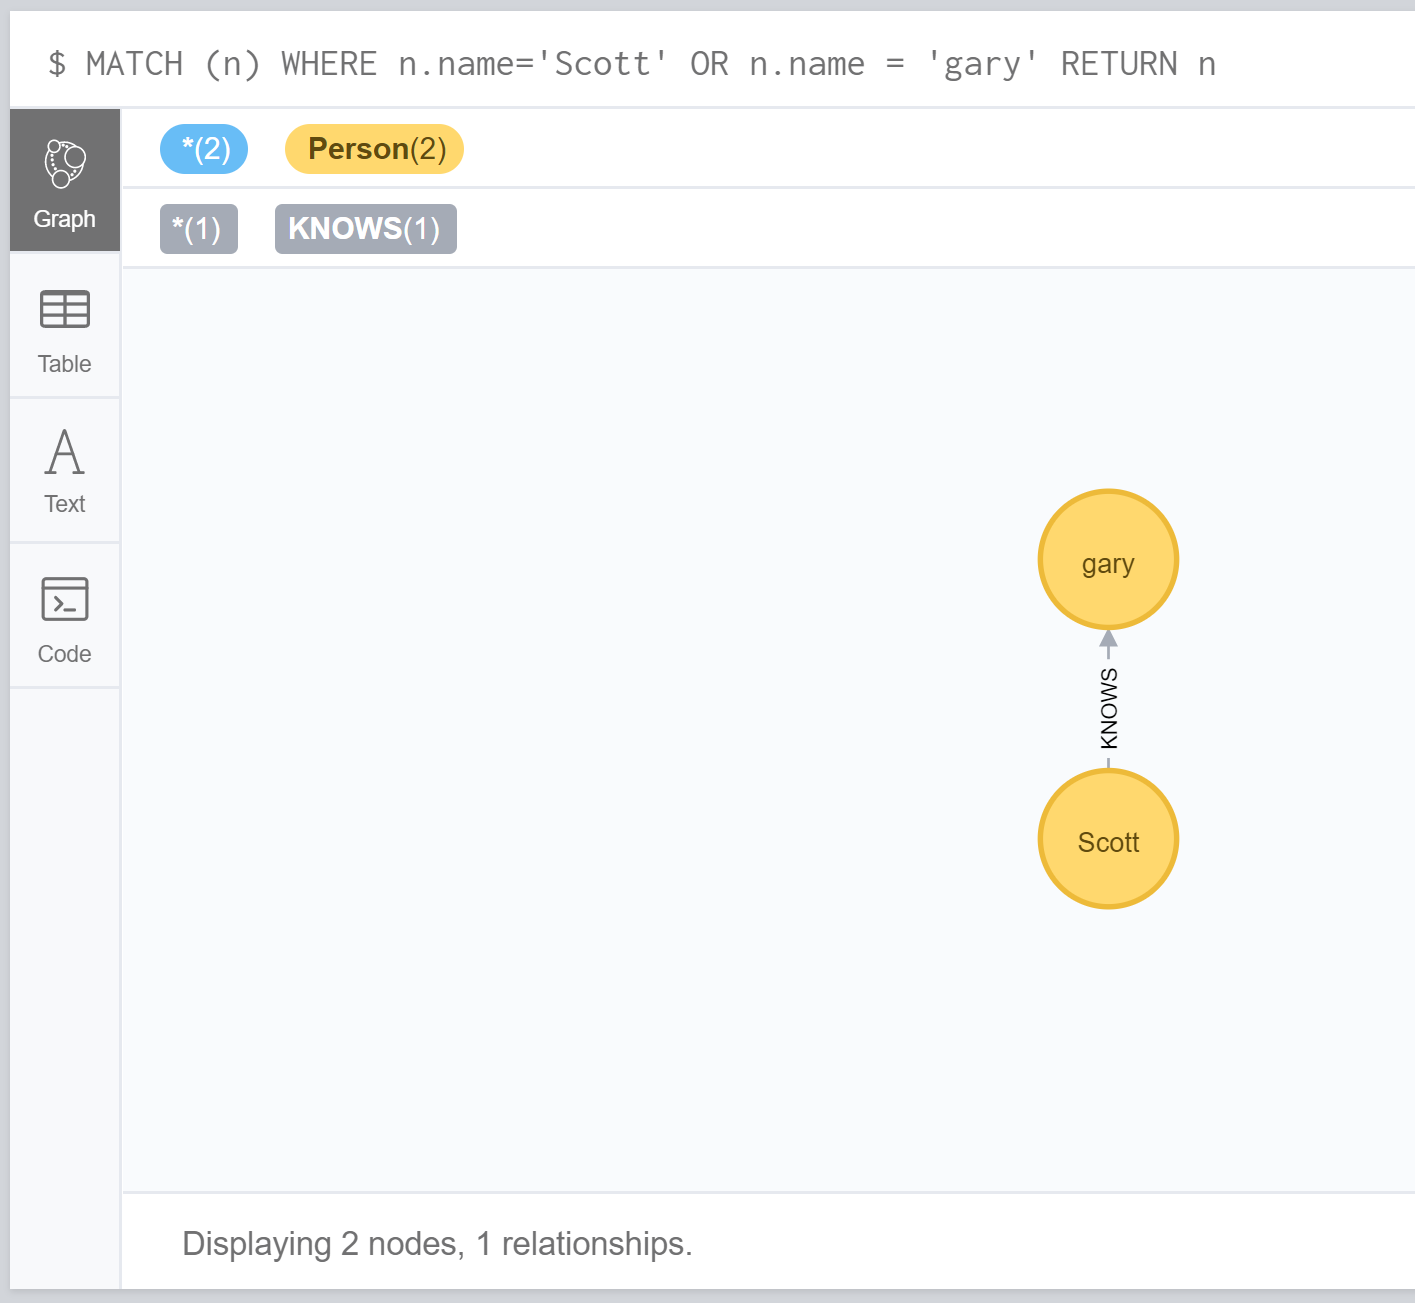 $ MATCH (n) WHERE n.name='Scott' OR n.name = 'gary' RETURN n
*(2) Person(2)
*(1) KNOWS(1)
Graph
Table
Text
Code
gary
KNOWS
Scott
Displaying 2 nodes, 1 relationships.